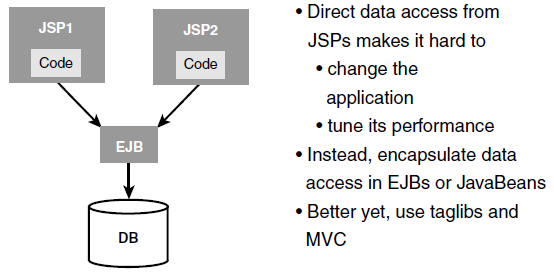 JSP1
Code
JSP2
Code
EJB
DB
• Direct data access from
JSPs makes it hard to
• change the
application
• tune its performance
• Instead, encapsulate data
access in EJBs or JavaBeans
• Better yet, use taglibs and
MVC